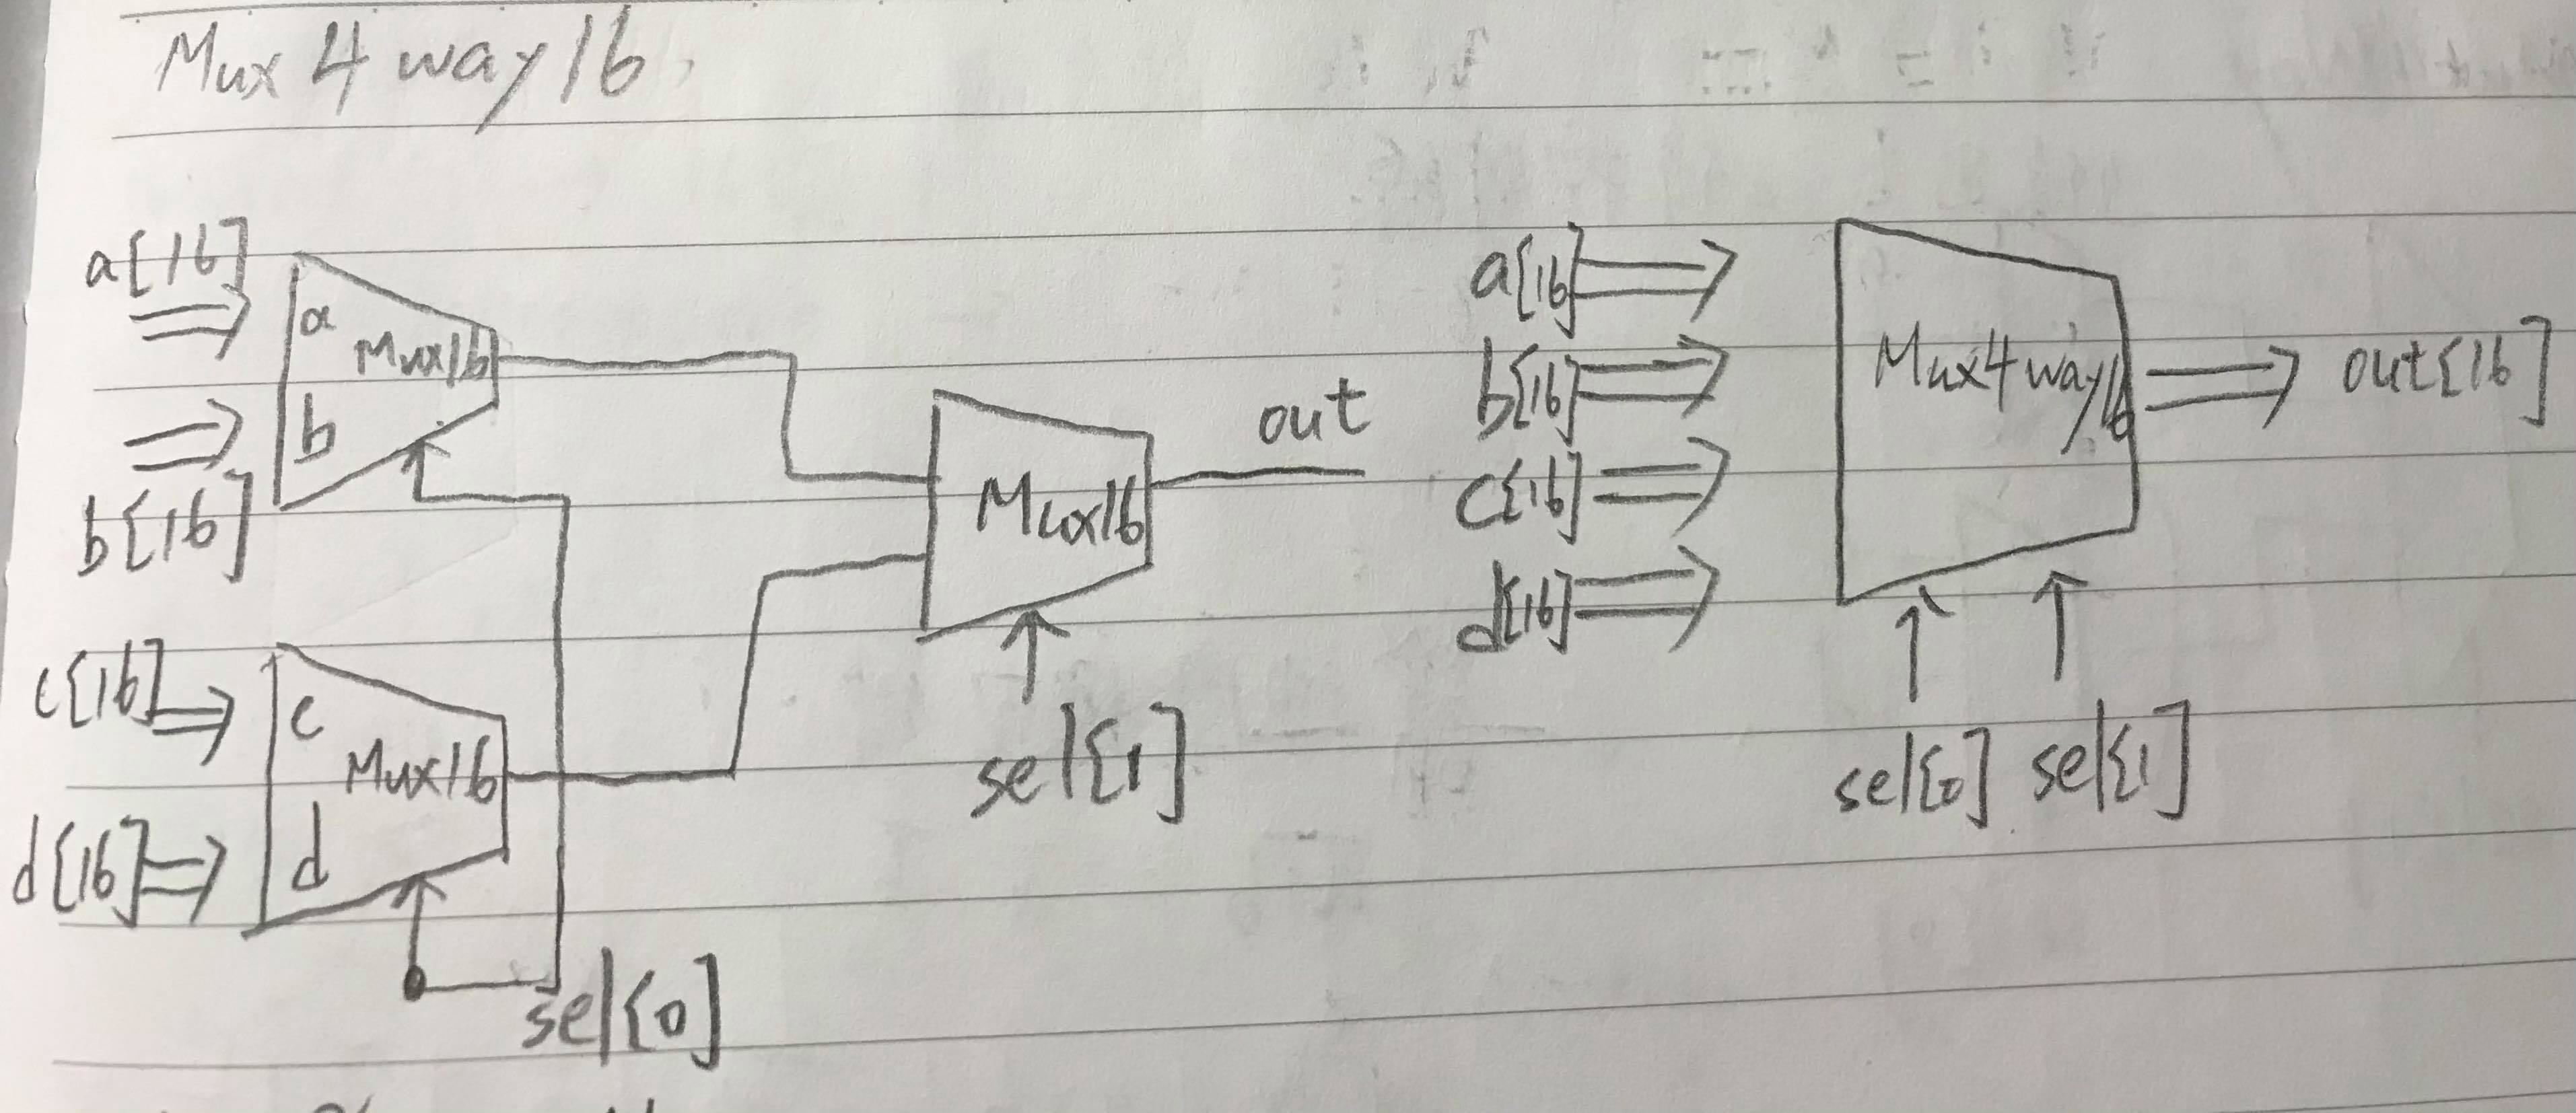 Mux 4 way 16
a[16]
a
Mux16
b
b[16]
c[16]
c
Mux16
d
d[16]
sel[0]
Mux16
out
sel[1]
a[16]
b[16]
c[16]
d[16]
Mux4way16
out[16]
sel[0] sel[1]